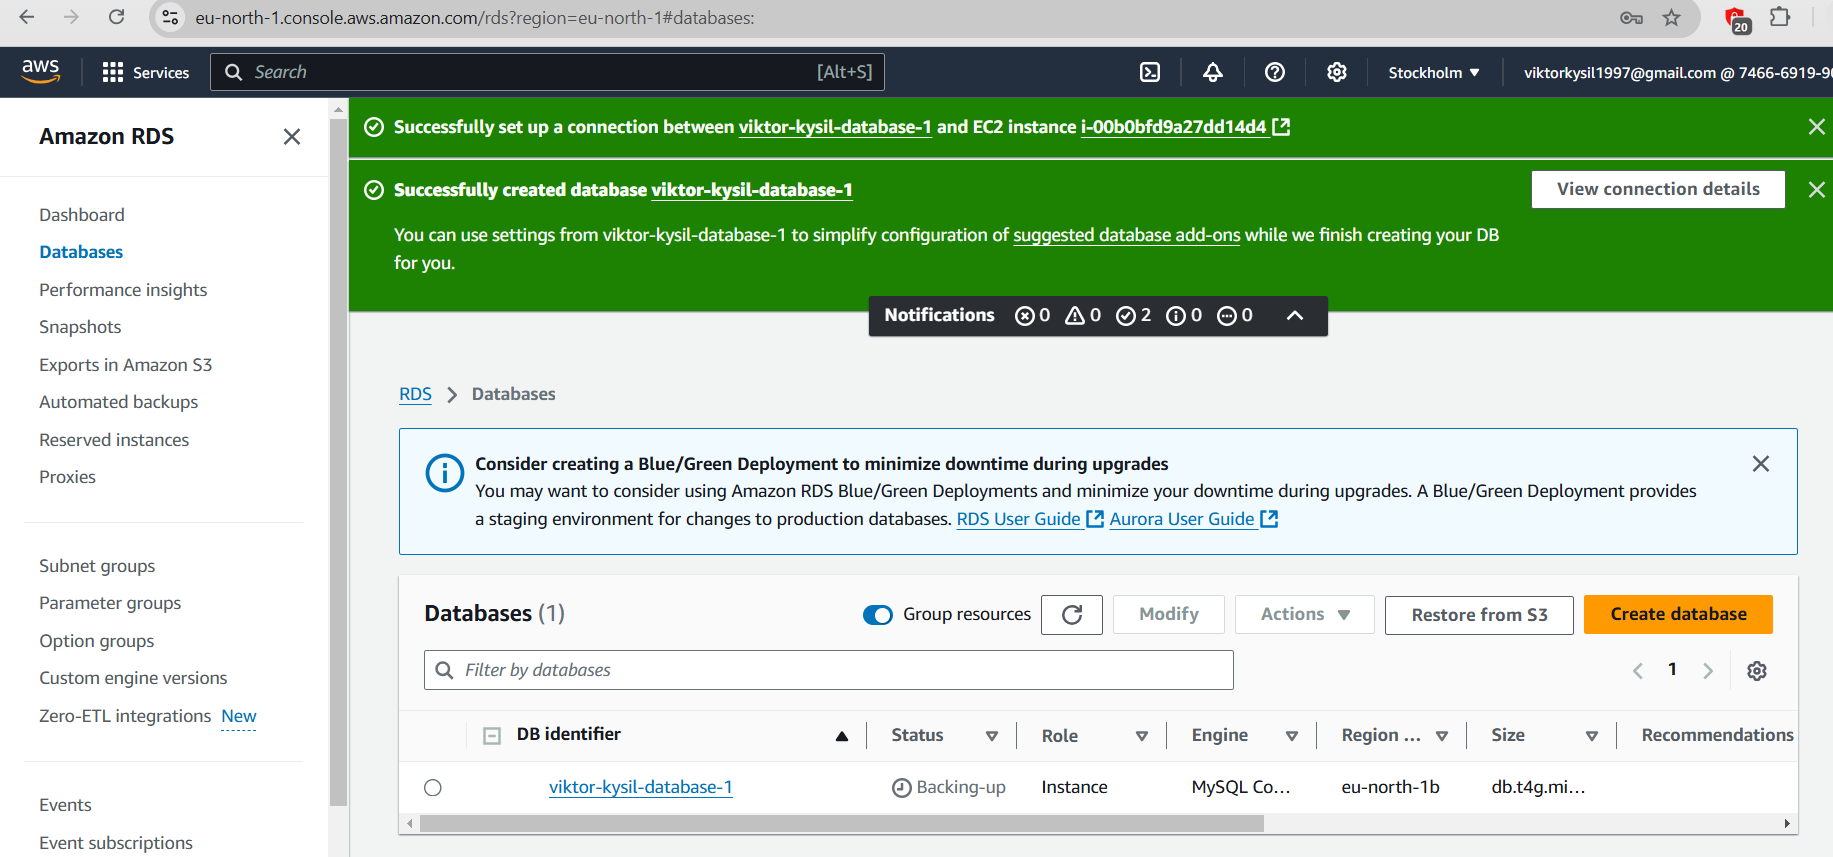 eu-north-1.console.aws.amazon.com/rds?region=eu-north-1#databases:
20
aws
Services
Search
[Alt+S]
Stockholm
viktorkysil1997@gmail.com @ 7466-6919-9
Amazon RDS
Dashboard
Databases
Performance insights
Snapshots
Exports in Amazon S3
Automated backups
Reserved instances
Proxies
Subnet groups
Parameter groups
Option groups
Custom engine versions
Zero-ETL integrations New
Events
Event subscriptions
Successfully set up a connection between viktor-kysil-database-1 and EC2 instance i-00b0bfd9a27dd14d4
Successfully created database viktor-kysil-database-1
View connection details
You can use settings from viktor-kysil-database-1 to simplify configuration of suggested database add-ons while we finish creating your DB
for you.
Notifications 0 0 2 0 0
RDS Databases
Consider creating a Blue/Green Deployment to minimize downtime during upgrades
You may want to consider using Amazon RDS Blue/Green Deployments and minimize your downtime during upgrades. A Blue/Green Deployment provides
a staging environment for changes to production databases. RDS User Guide Aurora User Guide
Databases (1)
Group resources
Modify
Actions
Restore from S3
Create database
Filter by databases
1
DB identifier Status Role Engine Region ... Size Recommendations
viktor-kysil-database-1 Backing-up Instance MySQL Co... eu-north-1b db.t4g.mi...